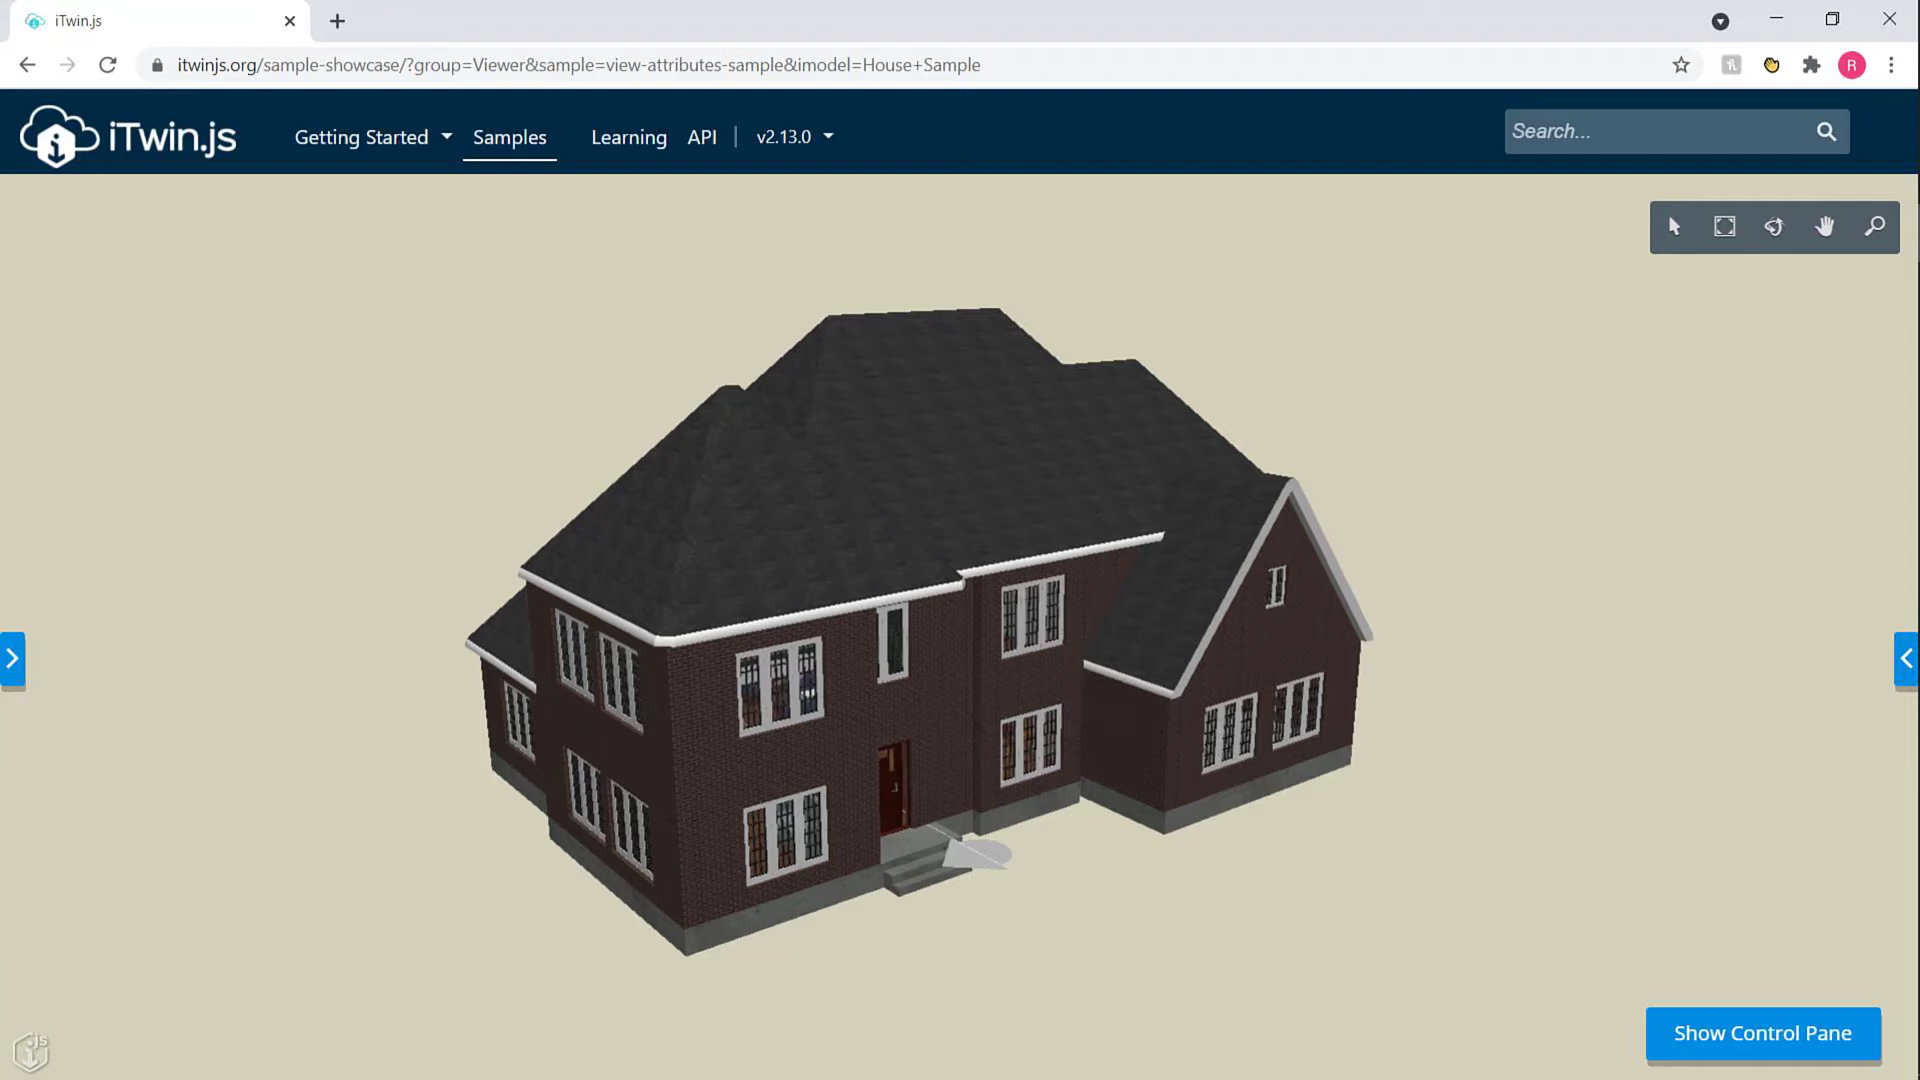 iTwin.js
itwinjs.org/sample-showcase/?group=Viewer&sample=view-attributes-sample&imodel=House+Sample
R
iTwin.js
Getting Started
Samples
Learning
API
v2.13.0
Search...
Show Control Pane
js